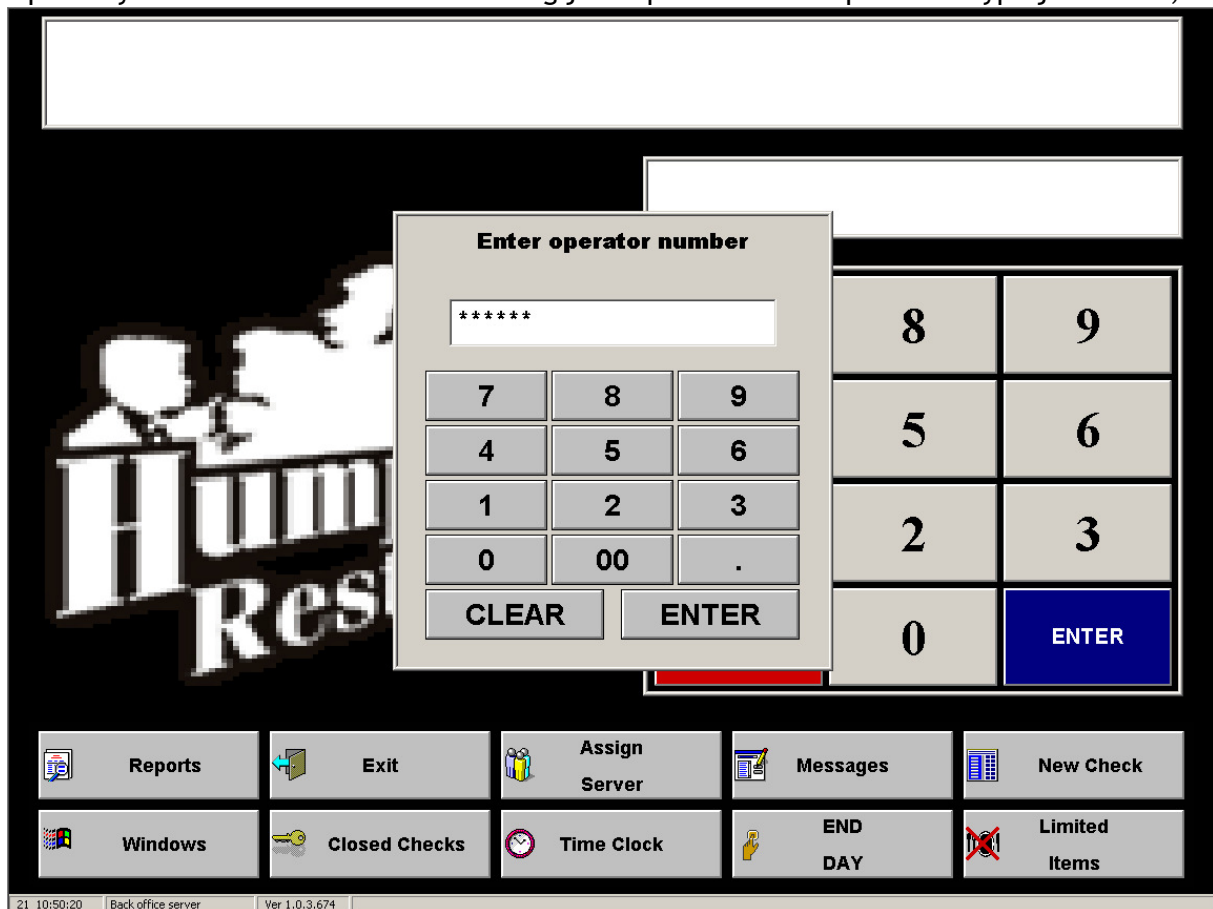 Enter operator number
******
7 8 9
4 5 6
1 2 3
0 00 .
CLEAR ENTER
8 9
5 6
2 3
0 ENTER
Reports
Exit
Assign
Server
Messages
New Check
Windows
Closed Checks
Time Clock
END
DAY
Limited
Items
21 10:50:20 Back office server Ver 1.0.3.674